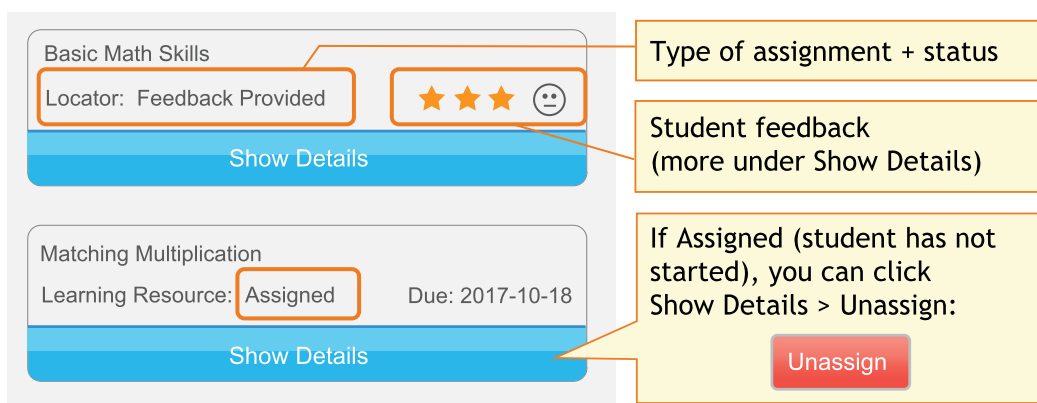 Basic Math Skills
Locator: Feedback Provided
Show Details
Type of assignment + status
Student feedback
(more under Show Details)
Matching Multiplication
Learning Resource: Assigned
Due: 2017-10-18
Show Details
If Assigned (student has not
started), you can click
Show Details > Unassign:
Unassign